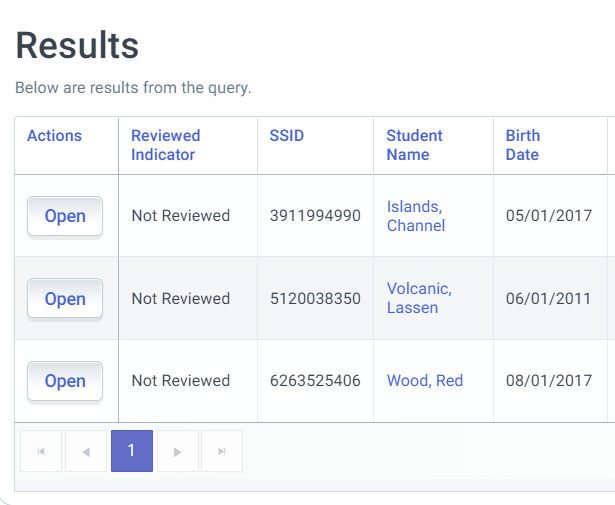 Results
Below are results from the query.
Actions Reviewed Indicator SSID Student Name Birth Date
Open Not Reviewed 3911994990 Islands, Channel 05/01/2017
Open Not Reviewed 5120038350 Volcanic, Lassen 06/01/2011
Open Not Reviewed 6263525406 Wood, Red 08/01/2017
1